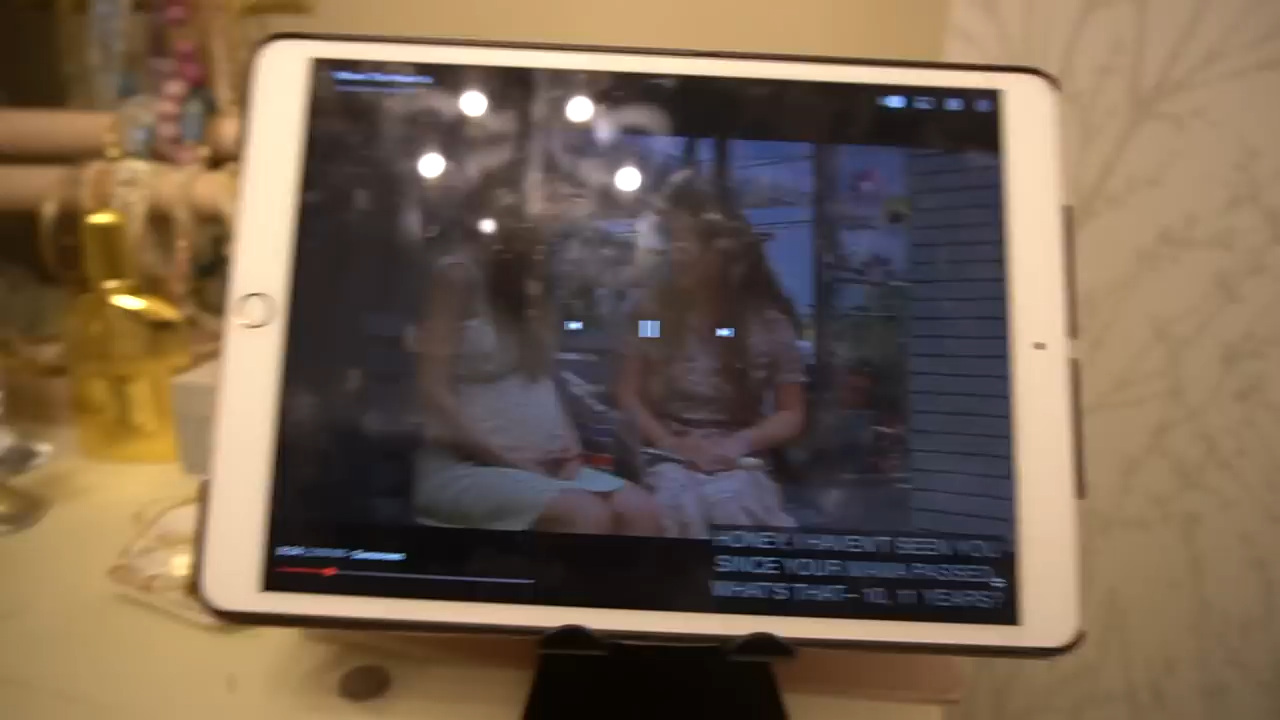 HONEY, I HAVEN'T SEEN YOU
SINCE YOUR MAMA PASSED,
WHAT'S THAT-- 10, 11 YEARS?